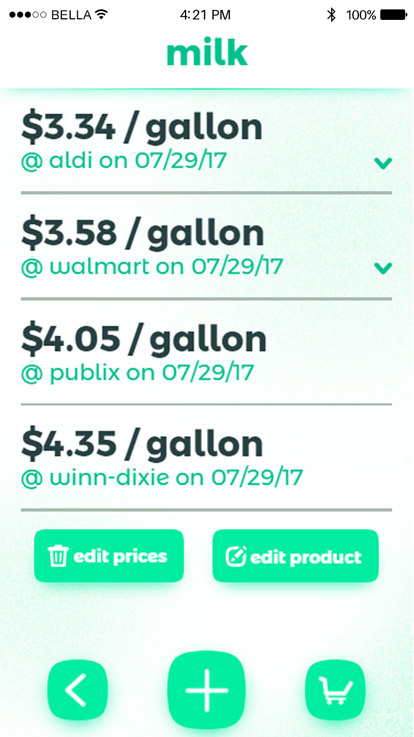 BELLA 4:21 PM 100%
milk
$3.34 / gallon
@ aldi on 07/29/17
$3.58 / gallon
@ walmart on 07/29/17
$4.05 / gallon
@ publix on 07/29/17
$4.35 / gallon
@ winn-dixie on 07/29/17
edit prices edit product